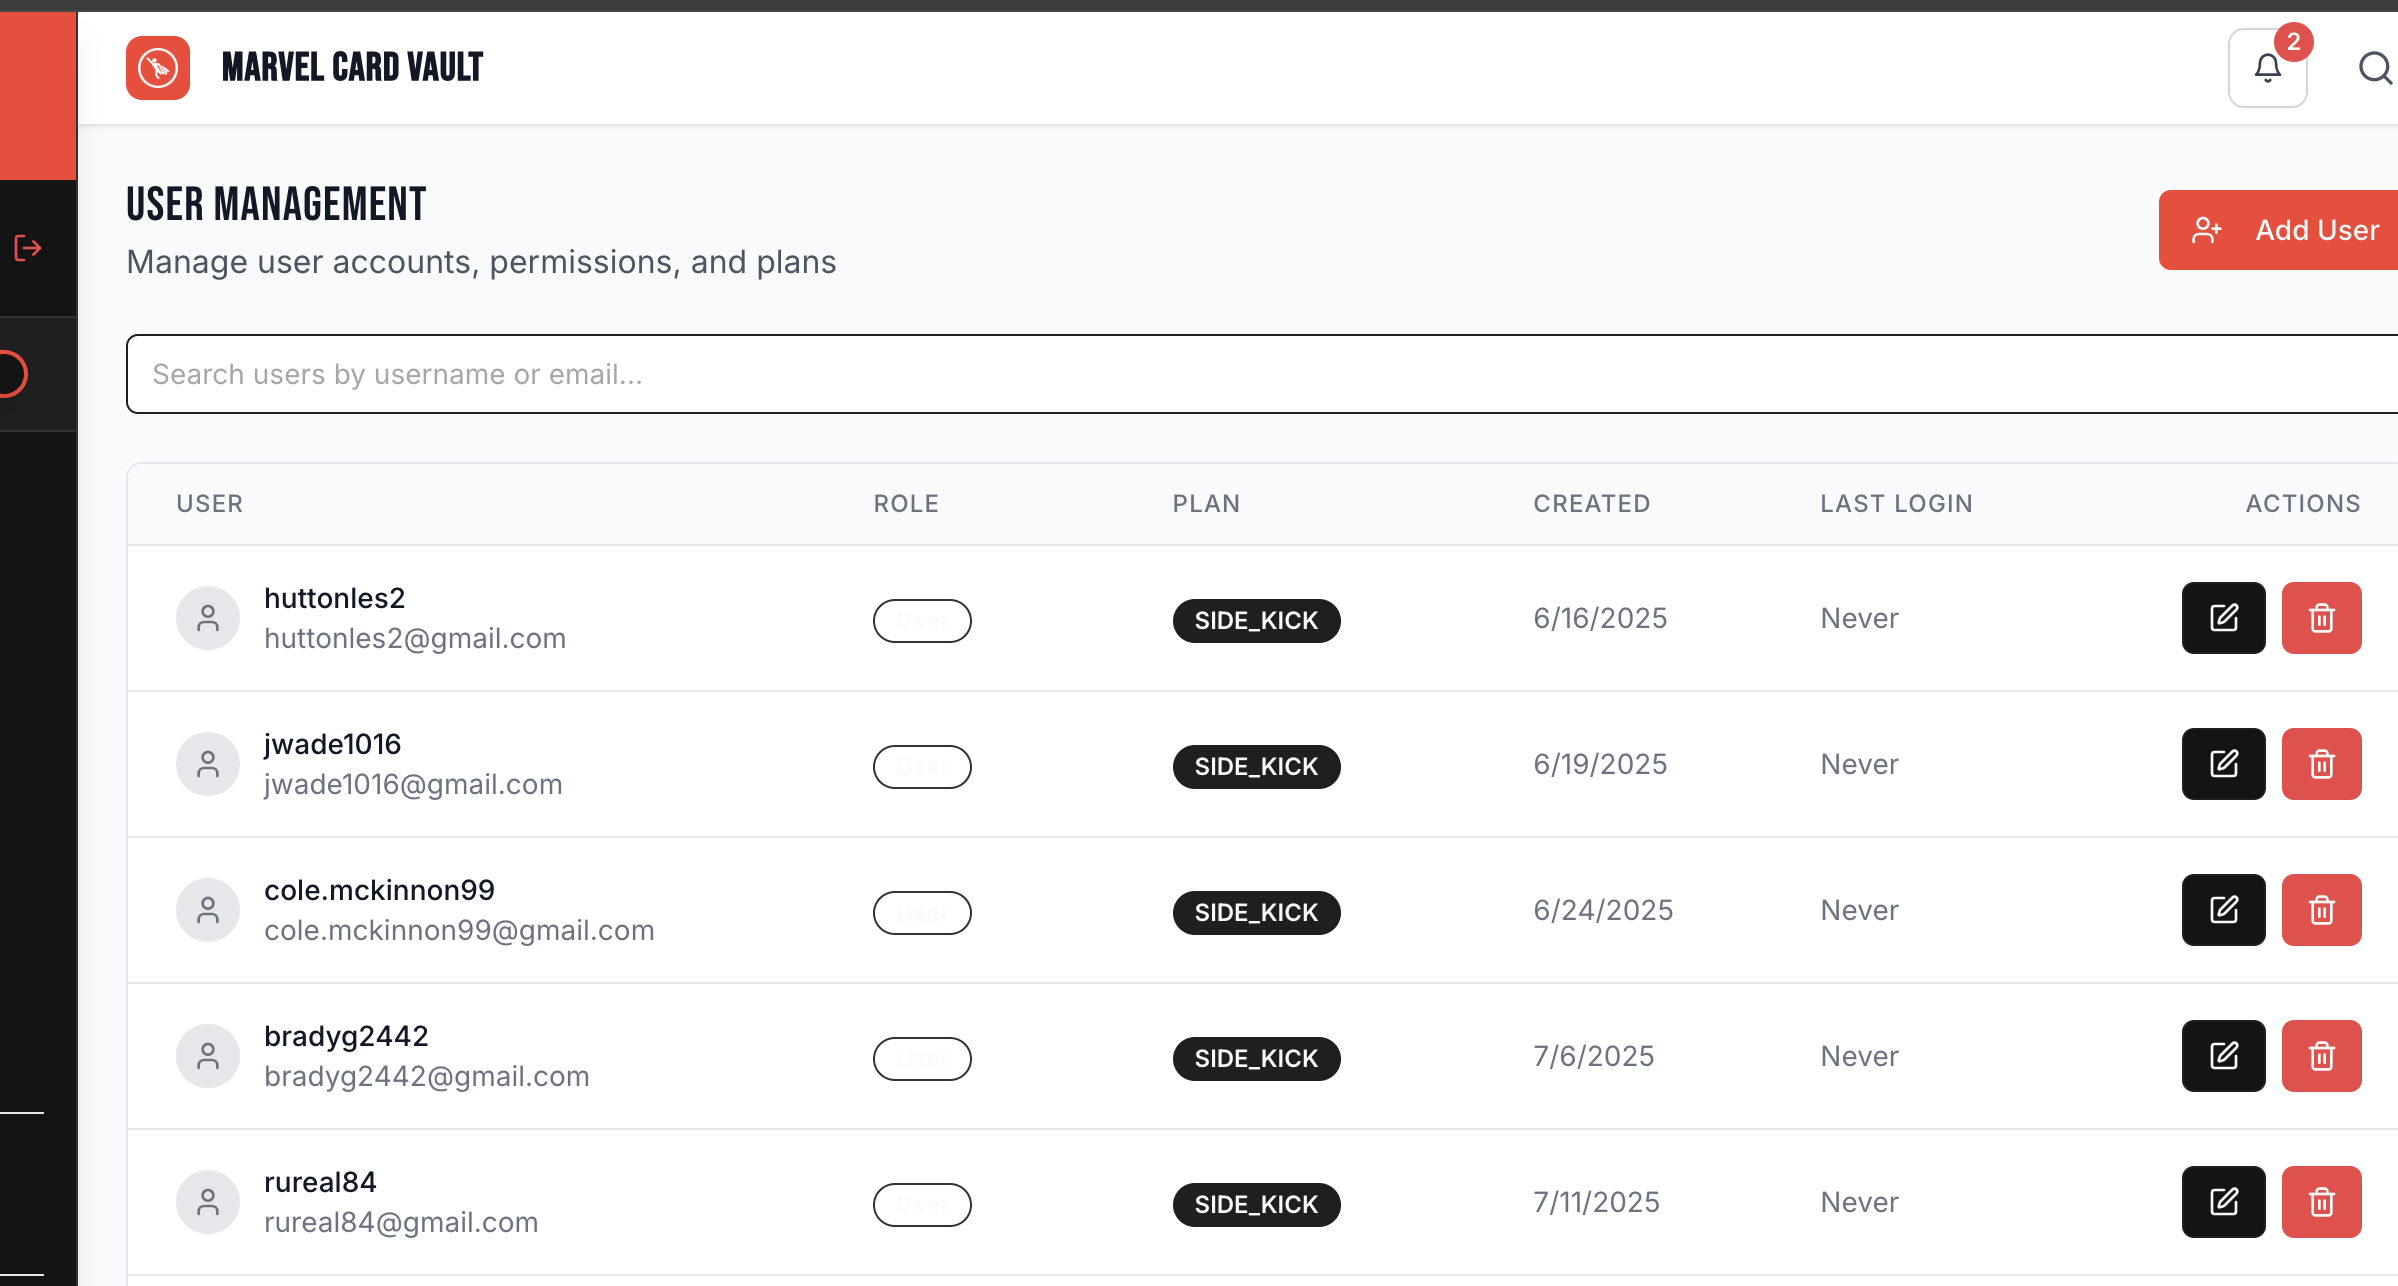 MARVEL CARD VAULT
2
USER MANAGEMENT
Manage user accounts, permissions, and plans
Add User
Search users by username or email...
USER ROLE PLAN CREATED LAST LOGIN ACTIONS
huttonles2
huttonles2@gmail.com
User SIDE_KICK 6/16/2025 Never
jwade1016
jwade1016@gmail.com
User SIDE_KICK 6/19/2025 Never
cole.mckinnon99
cole.mckinnon99@gmail.com
User SIDE_KICK 6/24/2025 Never
bradyg2442
bradyg2442@gmail.com
User SIDE_KICK 7/6/2025 Never
rureal84
rureal84@gmail.com
User SIDE_KICK 7/11/2025 Never